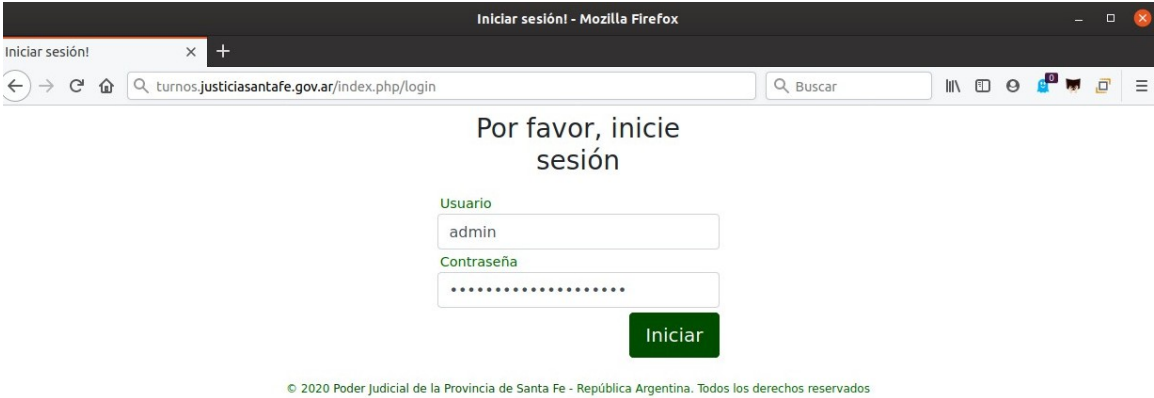 Iniciar sesión! - Mozilla Firefox
Iniciar sesión!
turnos.justiciasantafe.gov.ar/index.php/login
Buscar
0
Por favor, inicie
sesión
Usuario
admin
Contraseña
••••••••••••••••••••
Iniciar
© 2020 Poder Judicial de la Provincia de Santa Fe - República Argentina. Todos los derechos reservados